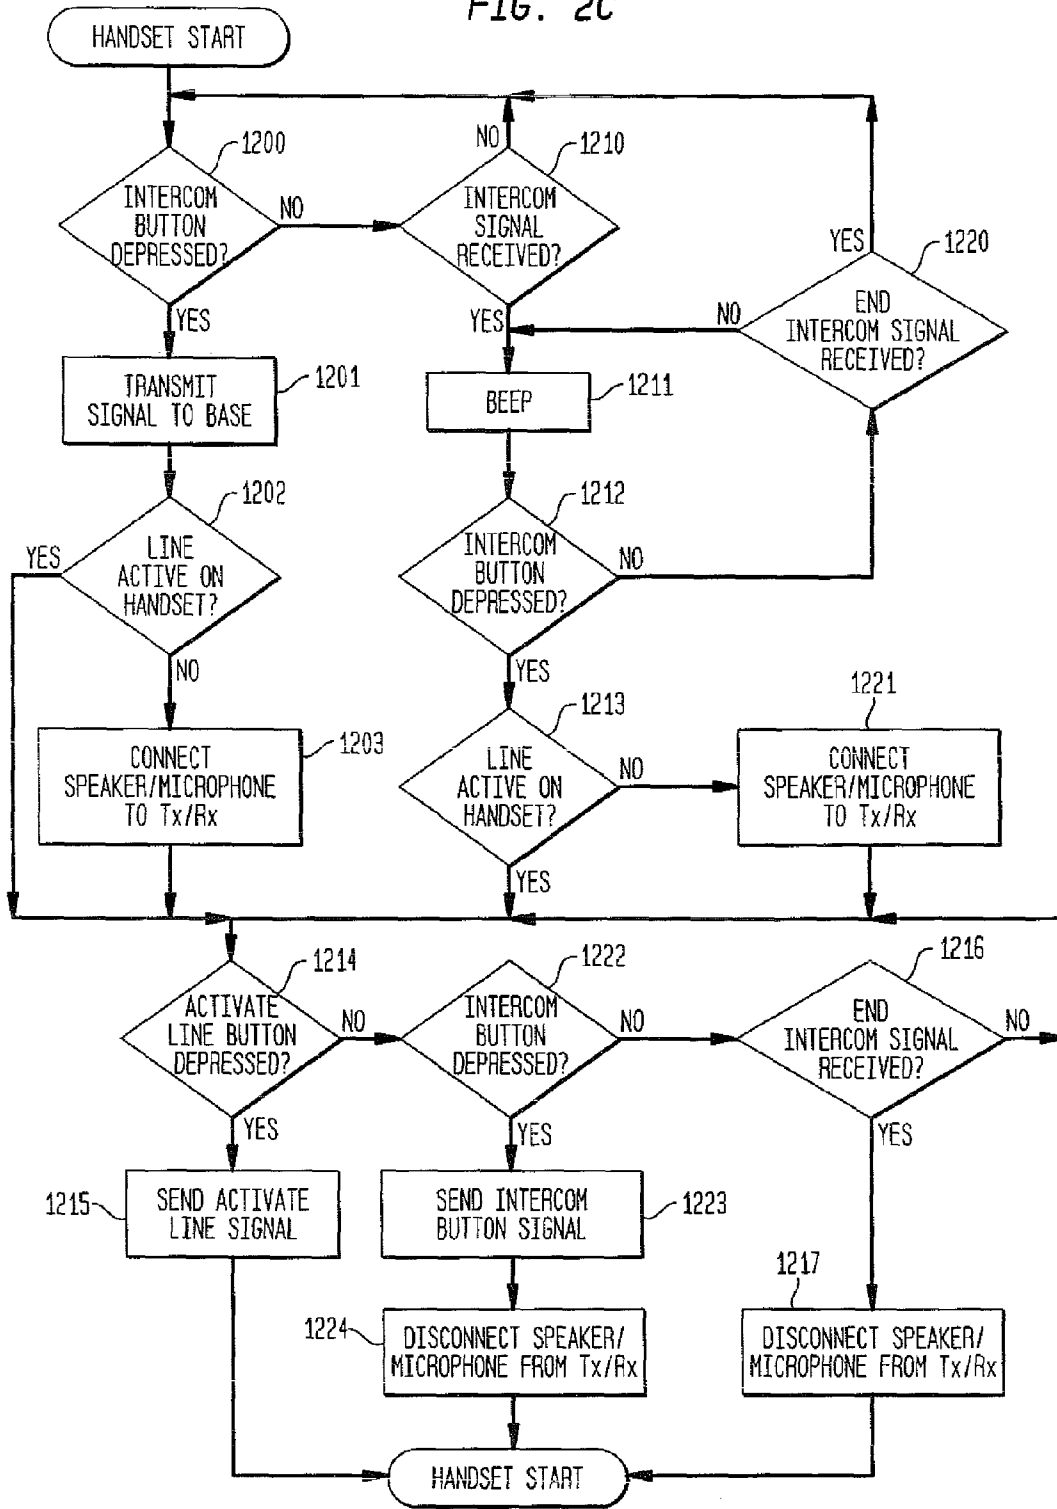 FIG. 2C
HANDSET START
1200
INTERCOM
BUTTON
DEPRESSED?
NO
YES
1210
NO
INTERCOM
SIGNAL
RECEIVED?
YES
1220
YES
END
INTERCOM SIGNAL
RECEIVED?
NO
1201
TRANSMIT
SIGNAL TO BASE
1211
BEEP
1202
YES
LINE
ACTIVE ON
HANDSET?
NO
1212
INTERCOM
BUTTON
DEPRESSED?
NO
YES
1203
CONNECT
SPEAKER/MICROPHONE
TO Tx/Rx
1213
LINE
ACTIVE ON
HANDSET?
NO
YES
1221
CONNECT
SPEAKER/MICROPHONE
TO Tx/Rx
1214
ACTIVATE
LINE BUTTON
DEPRESSED?
NO
YES
1222
INTERCOM
BUTTON
DEPRESSED?
NO
YES
1216
END
INTERCOM SIGNAL
RECEIVED?
NO
YES
1215
SEND ACTIVATE
LINE SIGNAL
SEND INTERCOM
BUTTON SIGNAL
1223
1224
DISCONNECT SPEAKER/
MICROPHONE FROM Tx/Rx
1217
DISCONNECT SPEAKER/
MICROPHONE FROM Tx/Rx
HANDSET START